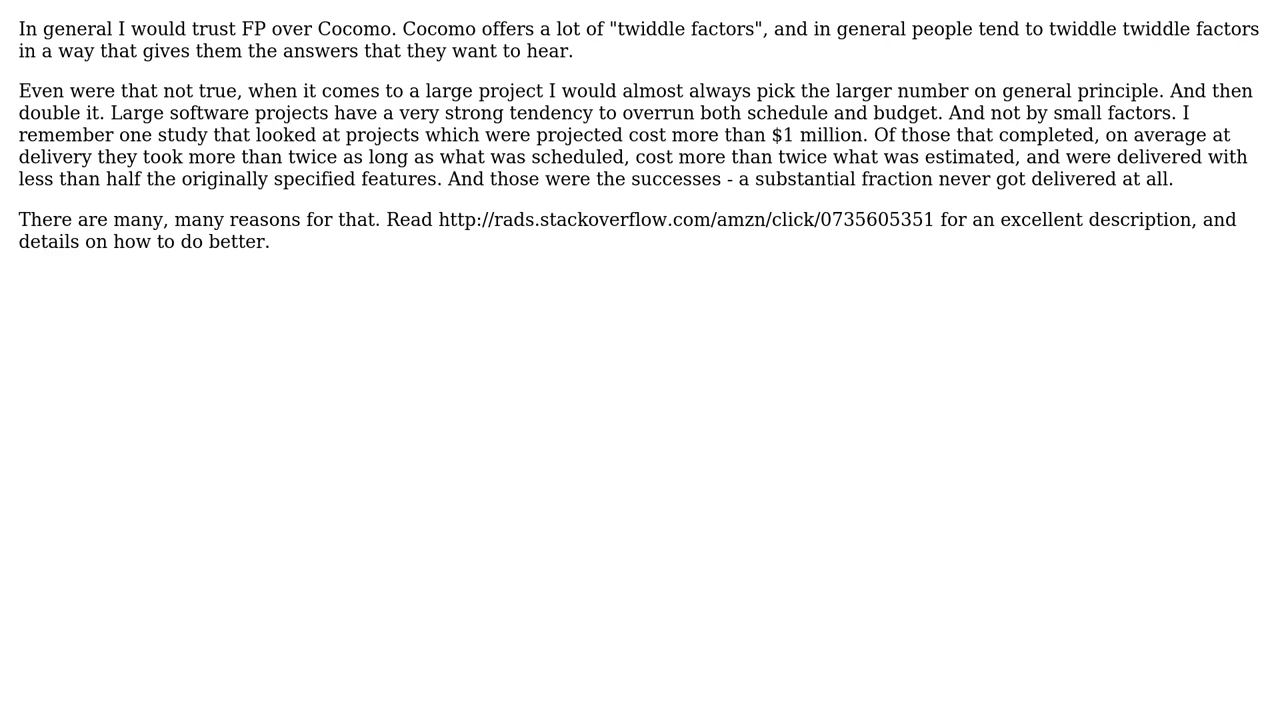 In general I would trust FP over Cocomo. Cocomo offers a lot of "twiddle factors", and in general people tend to twiddle twiddle factors
in a way that gives them the answers that they want to hear.
Even were that not true, when it comes to a large project I would almost always pick the larger number on general principle. And then
double it. Large software projects have a very strong tendency to overrun both schedule and budget. And not by small factors. I
remember one study that looked at projects which were projected cost more than $1 million. Of those that completed, on average at
delivery they took more than twice as long as what was scheduled, cost more than twice what was estimated, and were delivered with
less than half the originally specified features. And those were the successes - a substantial fraction never got delivered at all.
There are many, many reasons for that. Read http://rads.stackoverflow.com/amzn/click/0735605351 for an excellent description, and
details on how to do better.